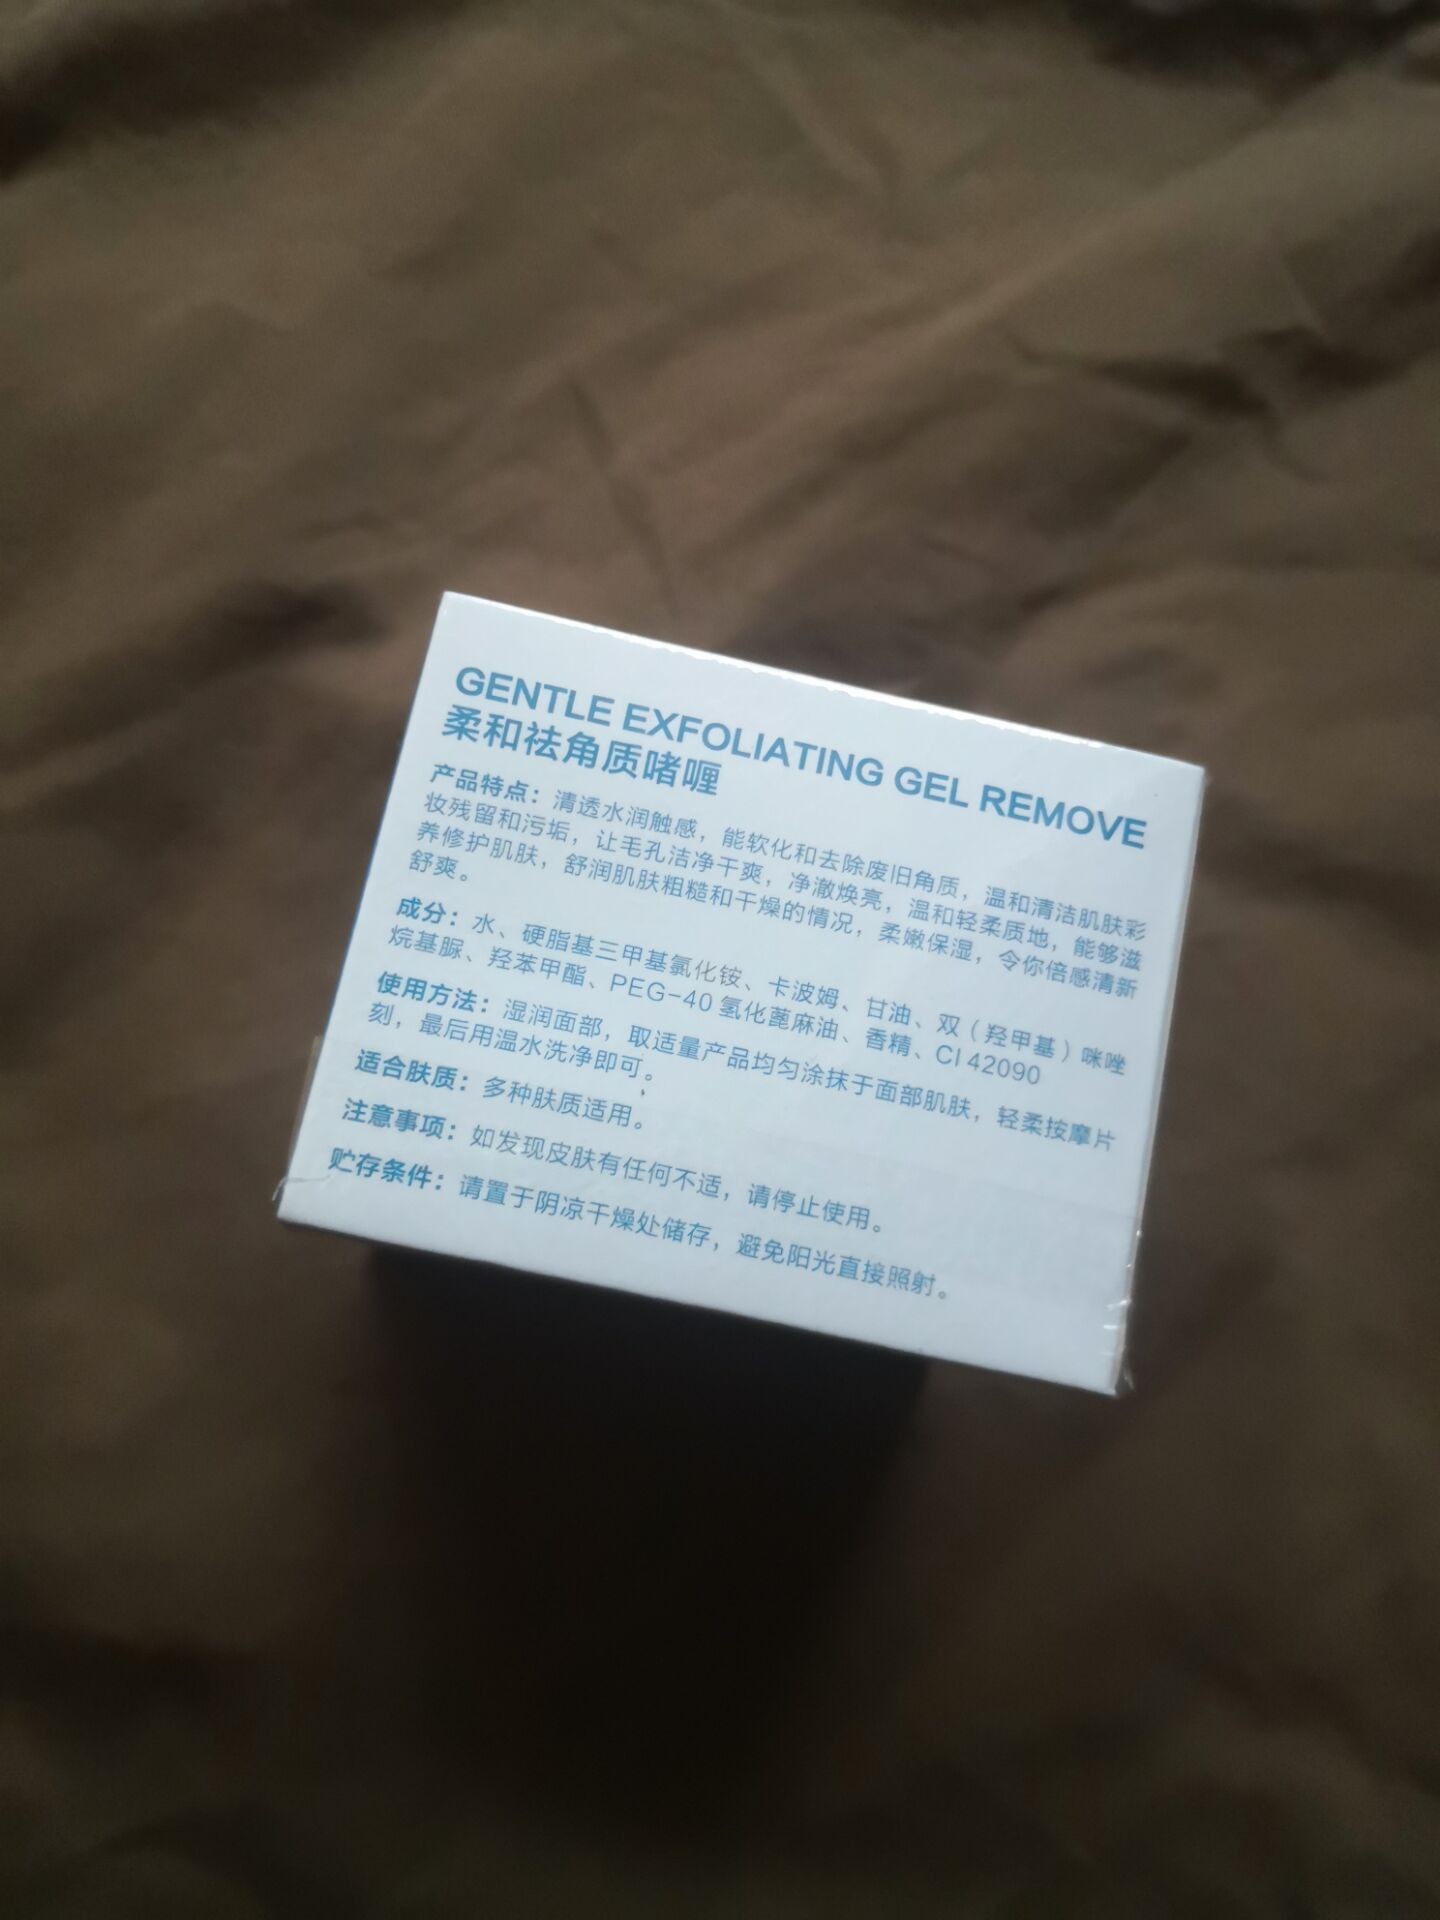 GENTLE EXFOLIATING GEL REMOVE
柔和祛角质啫喱
产品特点：清透水润触感，能软化和去除废旧角质，温和清洁肌肤彩
妆残留和污垢，让毛孔洁净干爽，净澈焕亮，温和轻柔质地，能够滋
养修护肌肤，舒润肌肤粗糙和干燥的情况，柔嫩保湿，令你倍感清新
舒爽。
成分：水、硬脂基三甲基氯化铵、卡波姆、甘油、双（羟甲基）咪唑
烷基脲、羟苯甲酯、PEG-40 氢化蓖麻油、香精、CI 42090
使用方法：湿润面部，取适量产品均匀涂抹于面部肌肤，轻柔按摩片
刻，最后用温水洗净即可。
适合肤质：多种肤质适用。
注意事项：如发现皮肤有任何不适，请停止使用。
贮存条件：请置于阴凉干燥处储存，避免阳光直接照射。